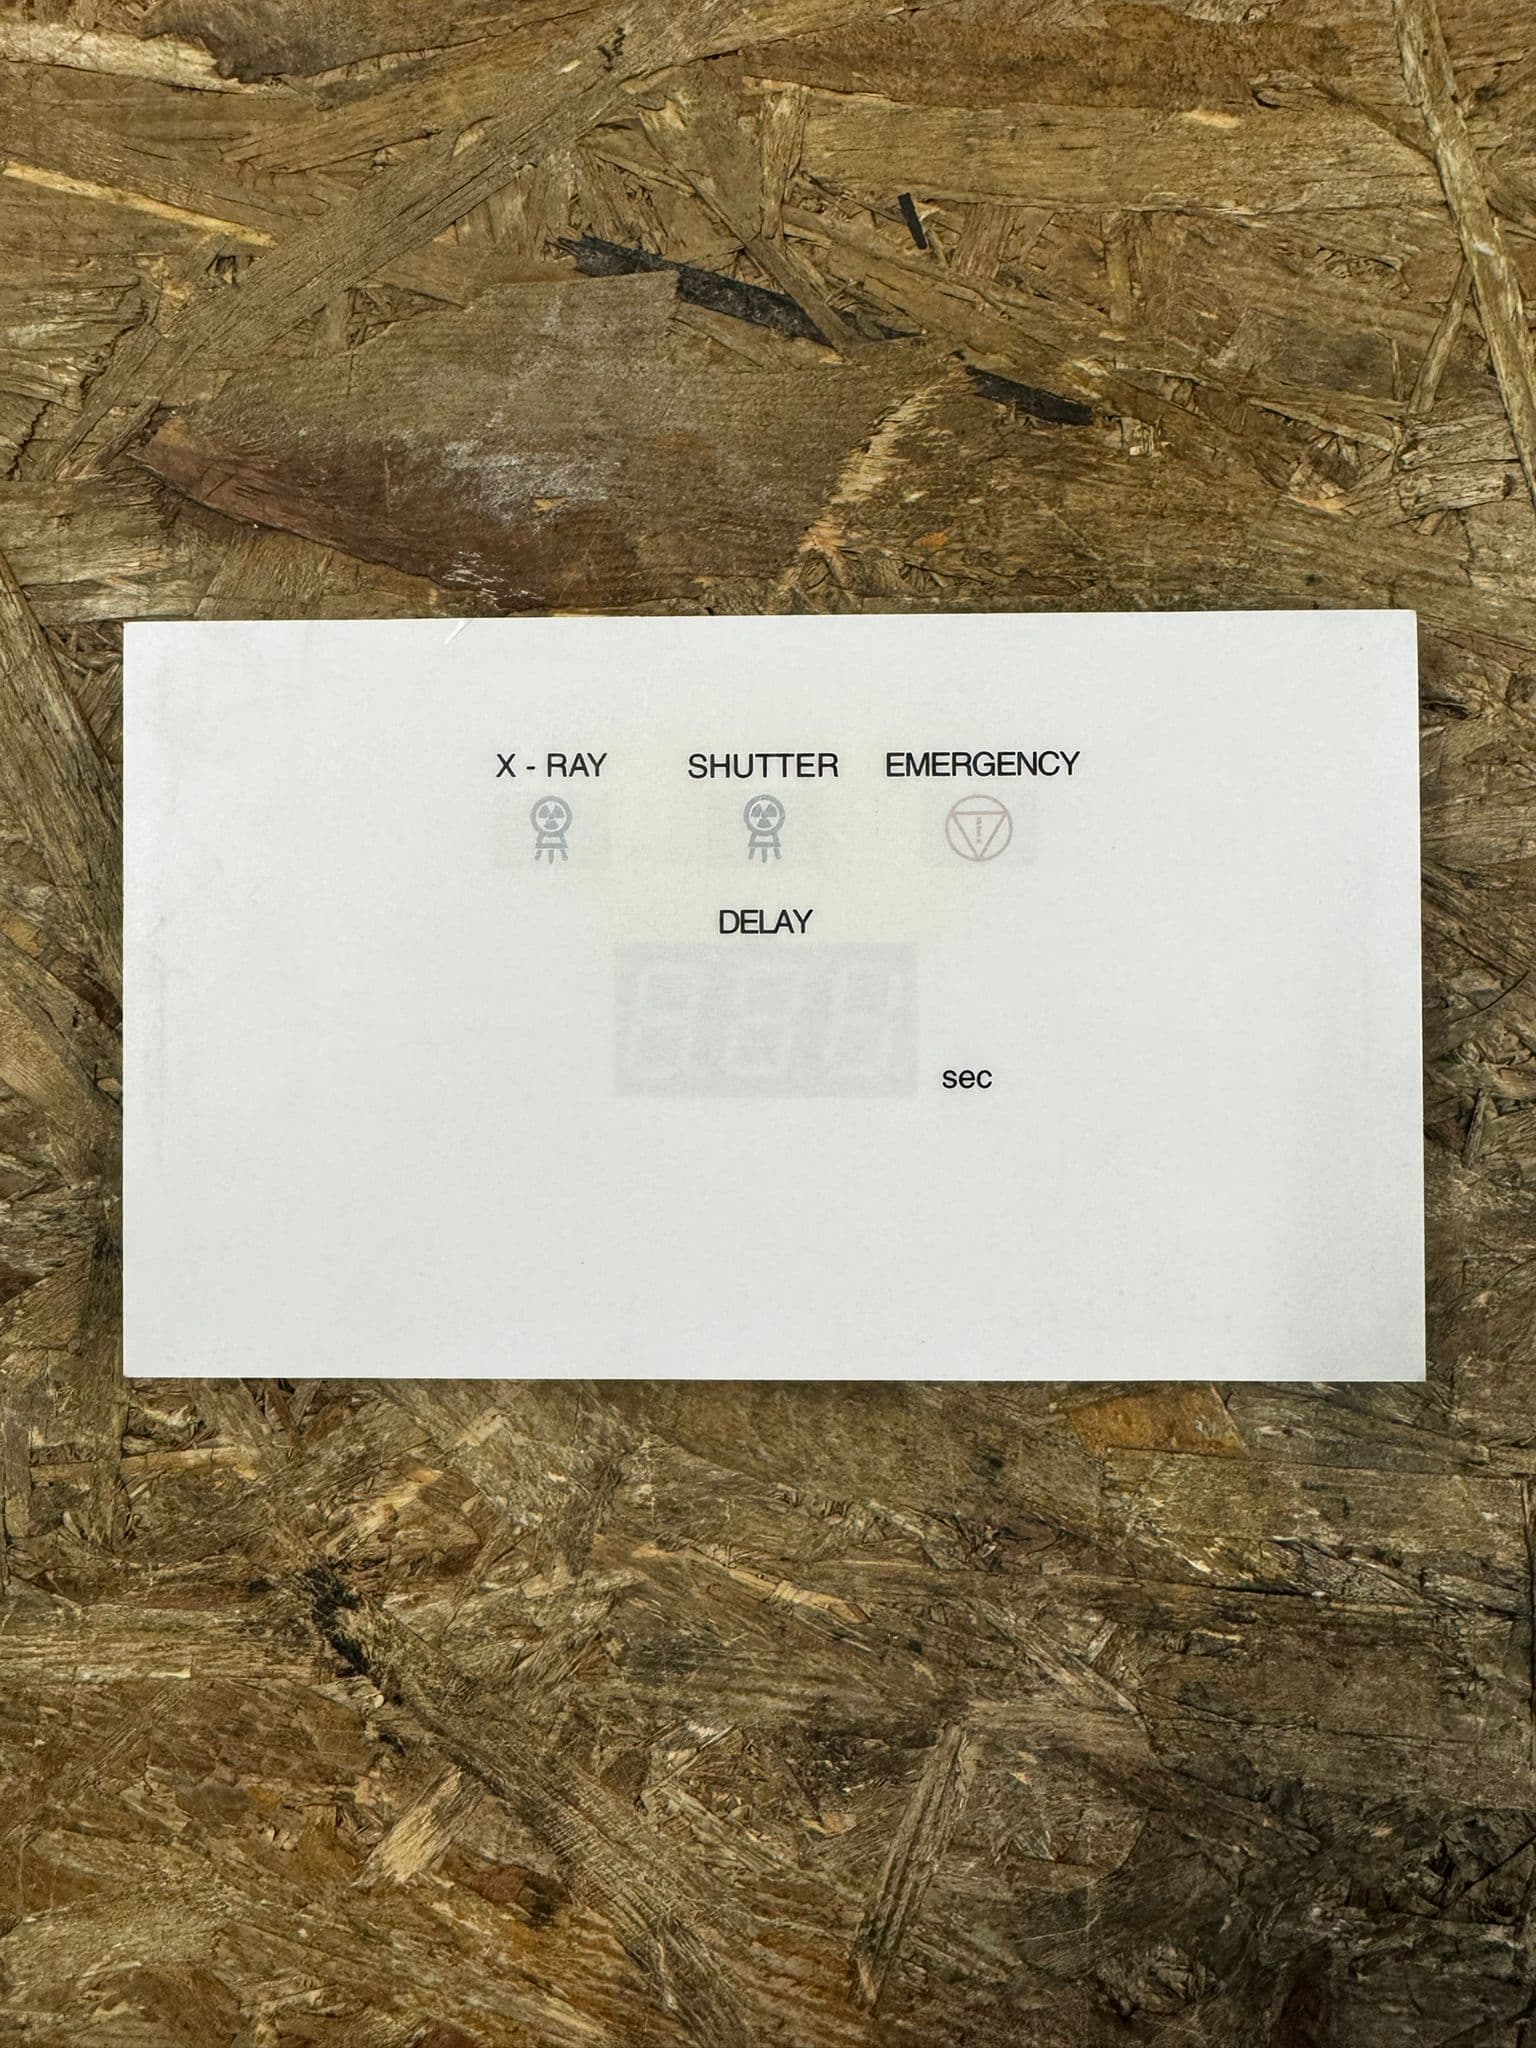 X - RAY SHUTTER EMERGENCY
DELAY
sec